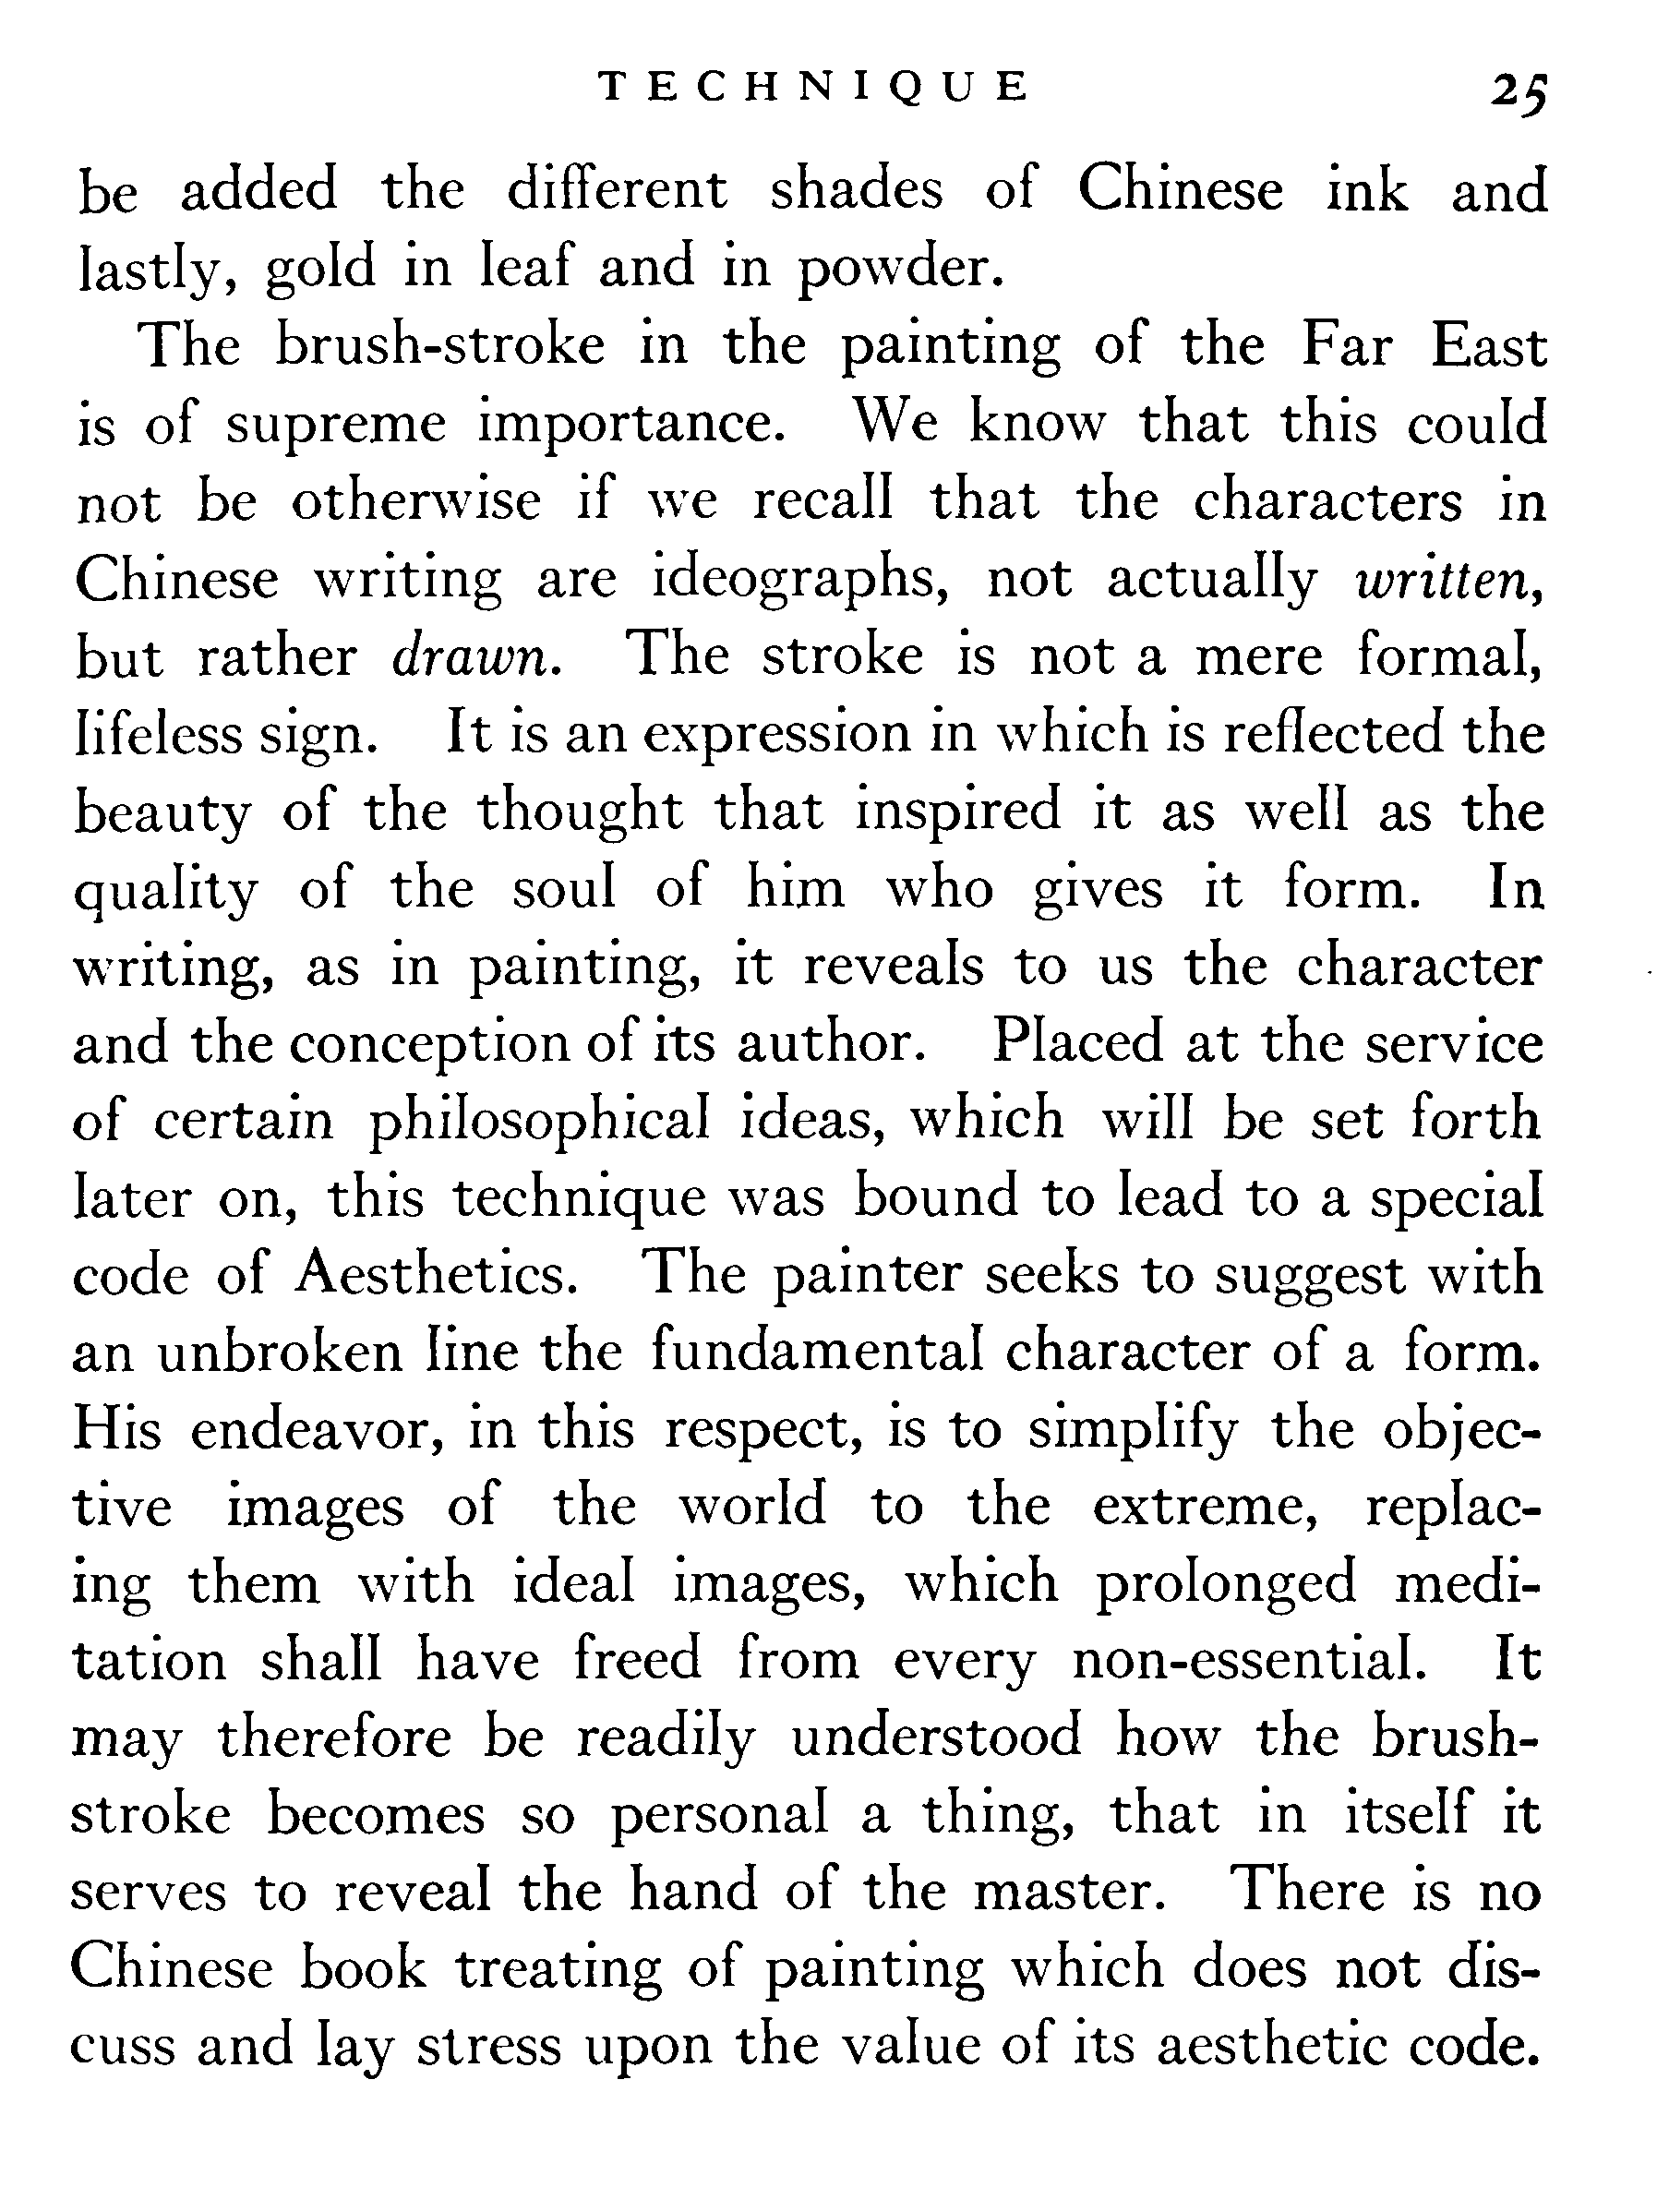 TECHNIQUE 25
be added the different shades of Chinese ink and
lastly, gold in leaf and in powder.
The brush-stroke in the painting of the Far East
is of supreme importance. We know that this could
not be otherwise if we recall that the characters in
Chinese writing are ideographs, not actually written,
but rather drawn. The stroke is not a mere formal,
lifeless sign. It is an expression in which is reflected the
beauty of the thought that inspired it as well as the
quality of the soul of him who gives it form. In
writing, as in painting, it reveals to us the character
and the conception of its author. Placed at the service
of certain philosophical ideas, which will be set forth
later on, this technique was bound to lead to a special
code of Aesthetics. The painter seeks to suggest with
an unbroken line the fundamental character of a form.
His endeavor, in this respect, is to simplify the objec-
tive images of the world to the extreme, replac-
ing them with ideal images, which prolonged medi-
tation shall have freed from every non-essential. It
may therefore be readily understood how the brush-
stroke becomes so personal a thing, that in itself it
serves to reveal the hand of the master. There is no
Chinese book treating of painting which does not dis-
cuss and lay stress upon the value of its aesthetic code.